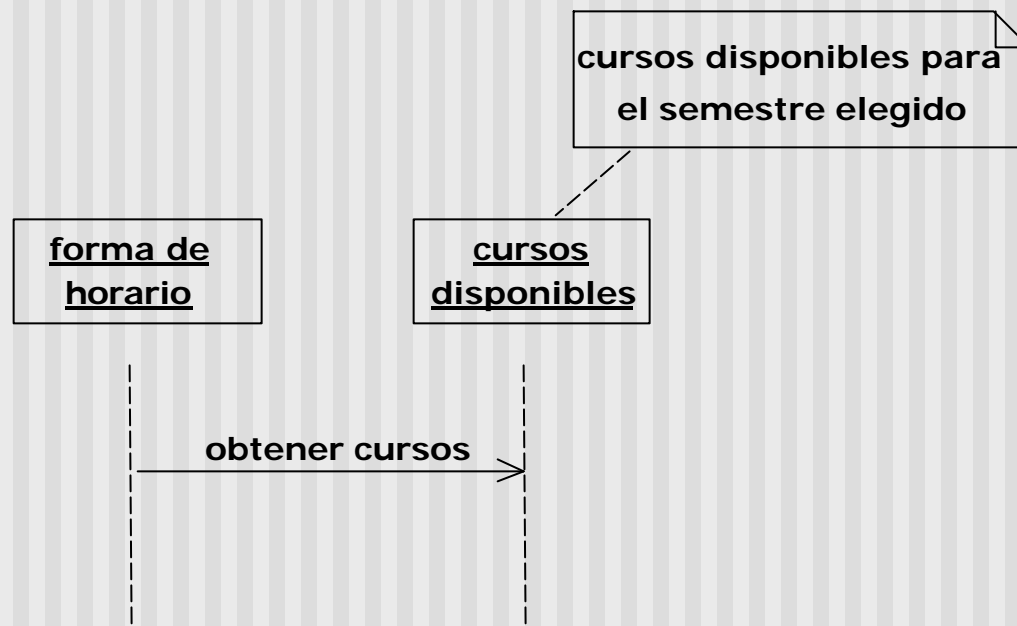 cursos disponibles para
el semestre elegido
forma de
horario
cursos
disponibles
obtener cursos